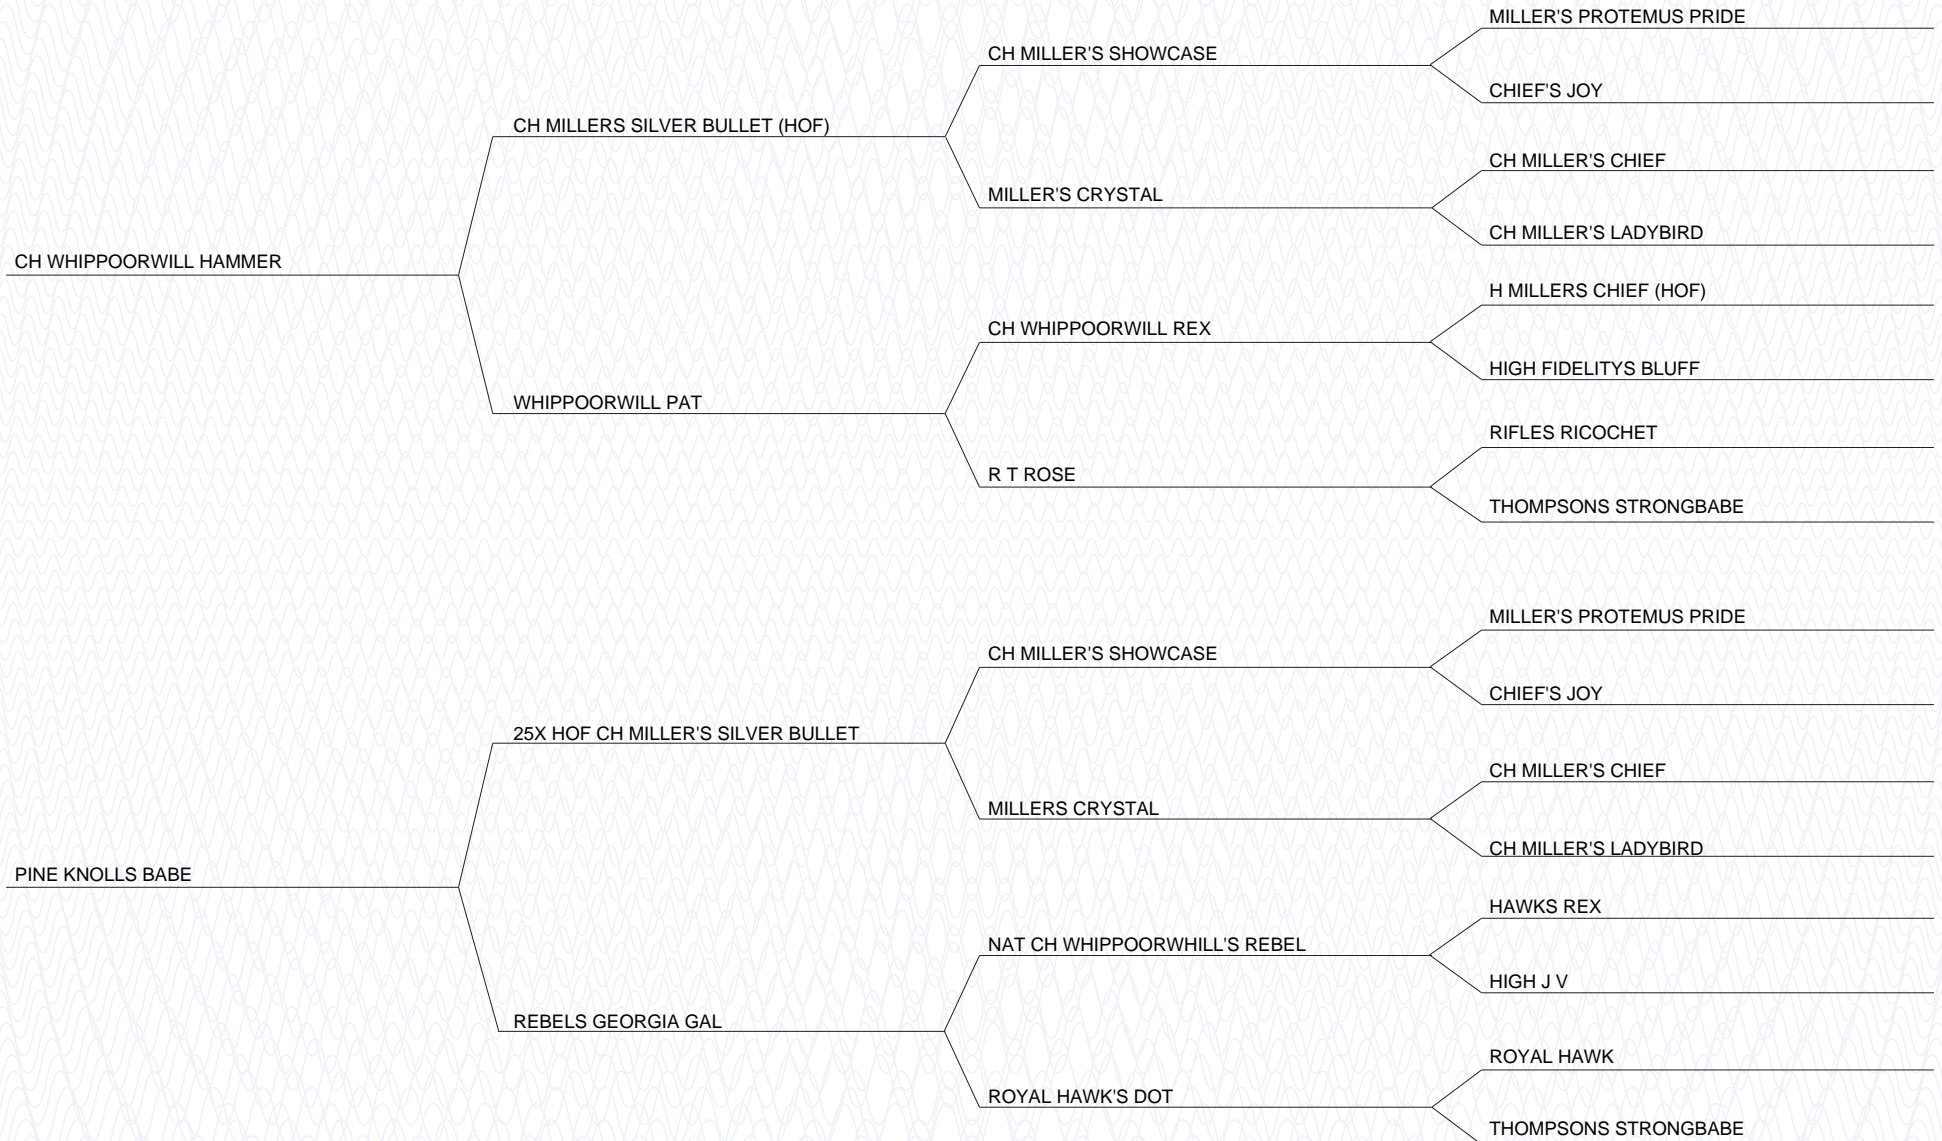 MILLER'S PROTEMUS PRIDE
CH MILLER'S SHOWCASE
CHIEF'S JOY
CH MILLERS SILVER BULLET (HOF)
CH MILLER'S CHIEF
MILLER'S CRYSTAL
CH MILLER'S LADYBIRD
CH WHIPPOORWILL HAMMER
H MILLERS CHIEF (HOF)
CH WHIPPOORWILL REX
HIGH FIDELITYS BLUFF
WHIPPOORWILL PAT
RIFLES RICOCHET
R T ROSE
THOMPSONS STRONGBABE
MILLER'S PROTEMUS PRIDE
CH MILLER'S SHOWCASE
CHIEF'S JOY
25X HOF CH MILLER'S SILVER BULLET
CH MILLER'S CHIEF
MILLERS CRYSTAL
CH MILLER'S LADYBIRD
PINE KNOLLS BABE
HAWKS REX
NAT CH WHIPPOORWHILL'S REBEL
HIGH J V
REBELS GEORGIA GAL
ROYAL HAWK
ROYAL HAWK'S DOT
THOMPSONS STRONGBABE